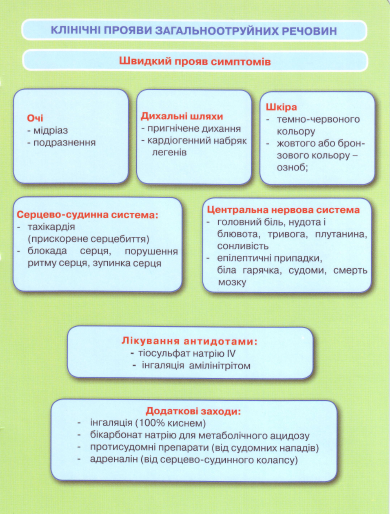 КЛІНІЧНІ ПРОЯВИ ЗАГАЛЬНООТРУЙНИХ РЕЧОВИН
Швидкий прояв симптомів
Очі
- мідріаз
- подразнення
Дихальні шляхи
- пригнічене дихання
- кардіогенний набряк
легенів
Шкіра
- темно-червоного
кольору
- жовтого або брон-
зового кольору –
озноб;
Серцево-судинна система:
- тахікардія
(прискорене серцебиття)
- блокада серця, порушення
ритму серця, зупинка серця
Центральна нервова система
- головний біль, нудота і
блювота, тривога, плутанина,
сонливість
- епілептичні припадки,
біла гарячка, судоми, смерть
мозку
Лікування антидотами:
- тіосульфат натрію IV
- інгаляція амілінітрітом
Додаткові заходи:
- інгаляція (100% киснем)
- бікарбонат натрію для метаболічного ацидозу
- протисудомні препарати (від судомних нападів)
- адреналін (від серцево-судинного колапсу)